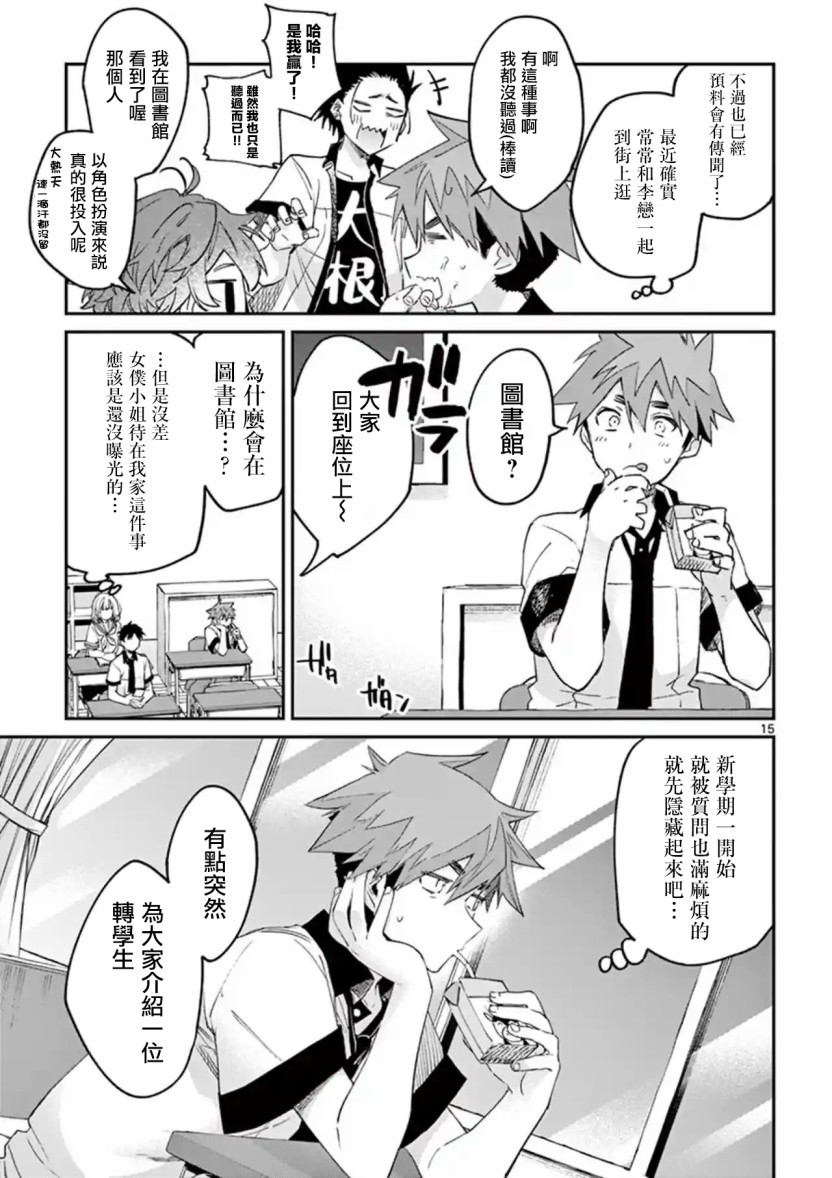 不過也已經
預料會有傳聞了…
最近確實
常常和李戀一起
到街上逛
啊
有這種事啊
我都沒聽過(棒讀)
哈哈！
是我贏了！
雖然我也只是
聽過而已!!
大根
我在圖書館
看到了喔
那個人
以角色扮演來說
真的很投入呢
大熱天
連一滴汗都沒留
圖書館？
ガラ
大家
回到座位上～
ガタ
ガタン
為什麼會在
圖書館…？
…但是沒差
女僕小姐待在我家這件事
應該是還沒曝光的…
15
新學期一開始
就被質問也滿麻煩的
就先隱藏起來吧…
有點突然
為大家介紹一位
轉學生